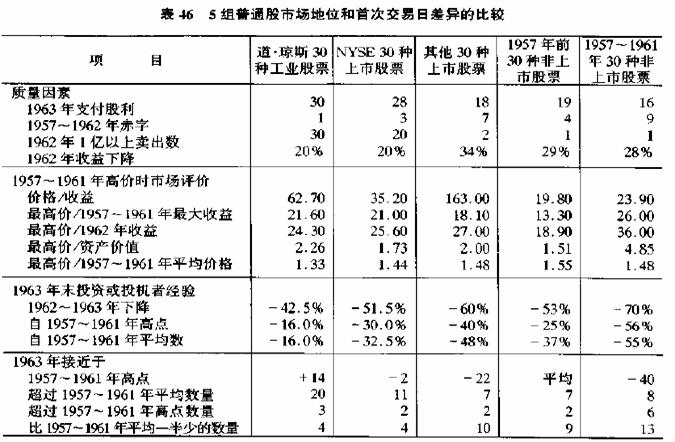 表 46 5 组普通股市场地位和首次交易日差异的比较
项 目 道·琼斯 30 种工业股票 NYSE 30 种上市股票 其他 30 种上市股票 1957 年前 30 种非上市股票 1957～1961 年 30 种非上市股票
质量因素
1963 年支付股利 30 28 18 19 16
1957～1962 年赤字 1 3 7 4 9
1962 年 1 亿以上卖出数 30 20 2 1 1
1962 年收益下降 20% 20% 34% 29% 28%
1957～1961 年高价时市场评价
价格/收益 62.70 35.20 163.00 19.80 23.90
最高价/1957～1961 年最大收益 21.60 21.00 18.10 13.30 26.00
最高价/1962 年收益 24.30 25.60 27.00 18.90 36.00
最高价/资产价值 2.26 1.73 2.00 1.51 4.85
最高价/1957～1961 年平均价格 1.33 1.44 1.48 1.55 1.48
1963 年末投资或投机者经验
1962～1963 年下降 －42.5% －51.5% －60% －53% －70%
自 1957～1961 年高点 －16.0% －30.0% －40% －25% －56%
自 1957～1961 年平均数 －16.0% －32.5% －48% －37% －55%
1963 年接近于
1957～1961 年高点 +14 －2 －22 平均 －40
超过 1957～1961 年平均数量 20 11 7 7 8
超过 1957～1961 年高点数量 3 2 2 2 6
比 1957～1961 年平均一半少的数量 4 4 10 9 13